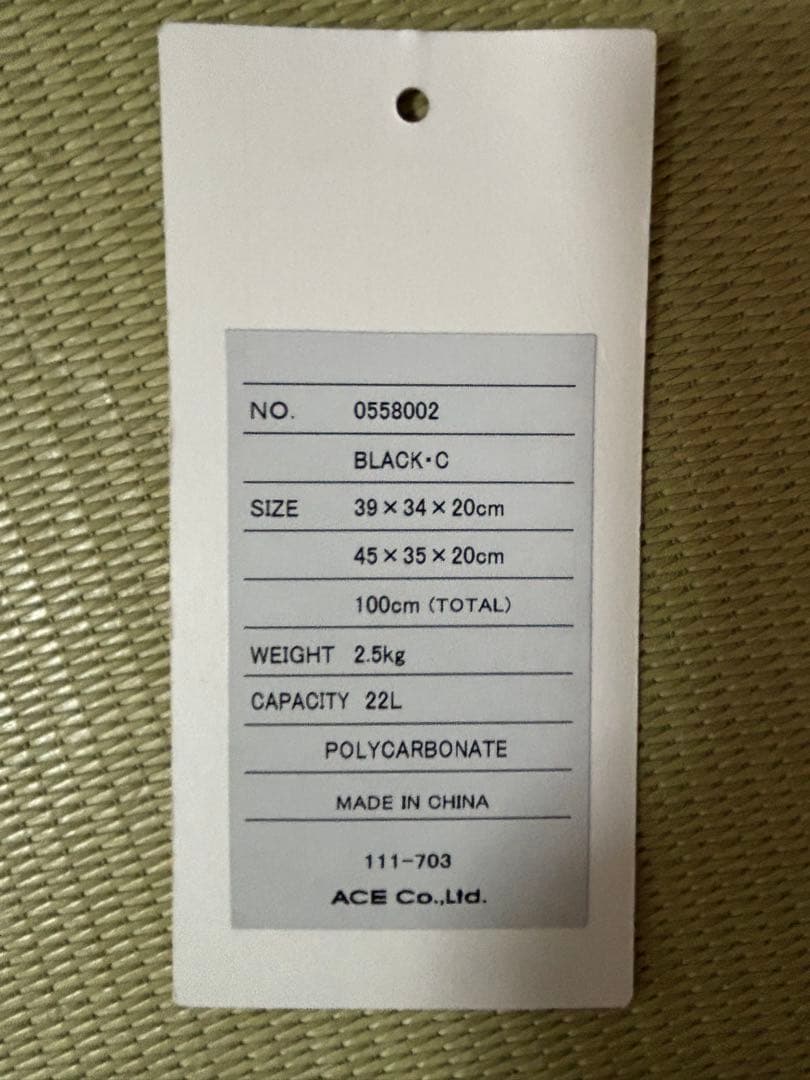 NO. 0558002
BLACK・C
SIZE 39×34×20cm
45×35×20cm
100cm (TOTAL)
WEIGHT 2.5kg
CAPACITY 22L
POLYCARBONATE
MADE IN CHINA
111-703
ACE Co.,Ltd.